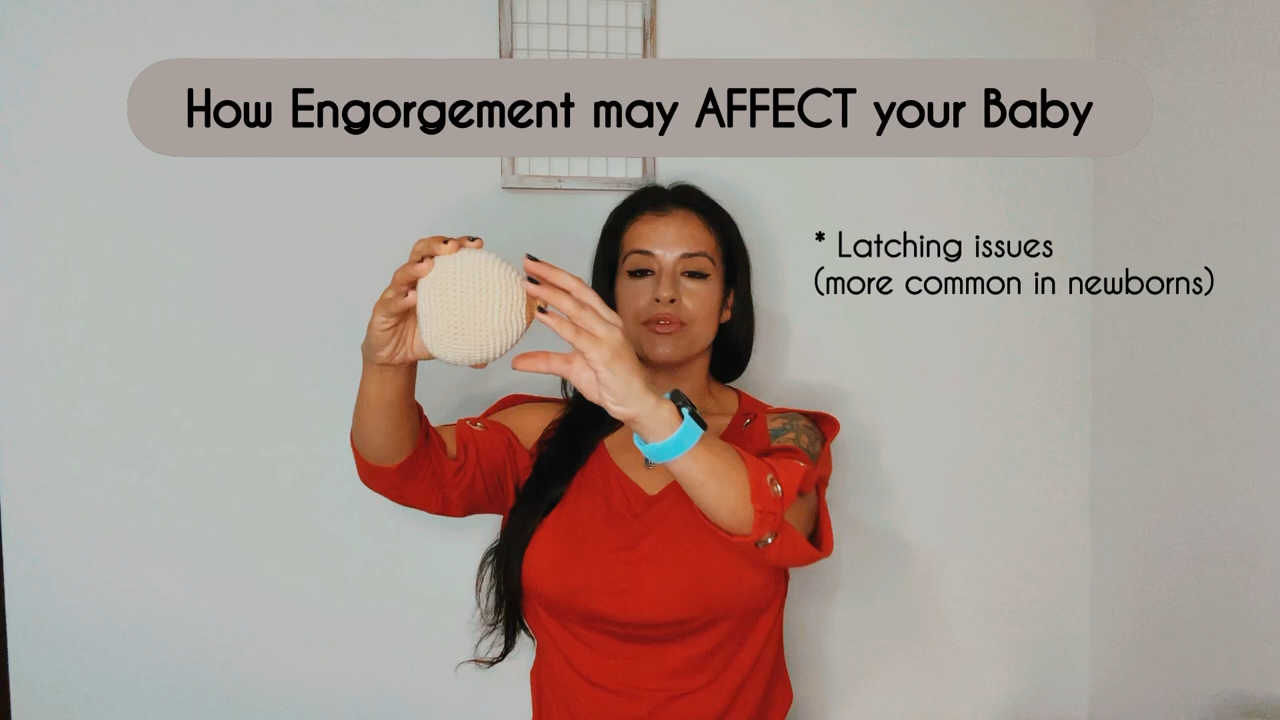 How Engorgement may AFFECT your Baby
* Latching issues
(more common in newborns)